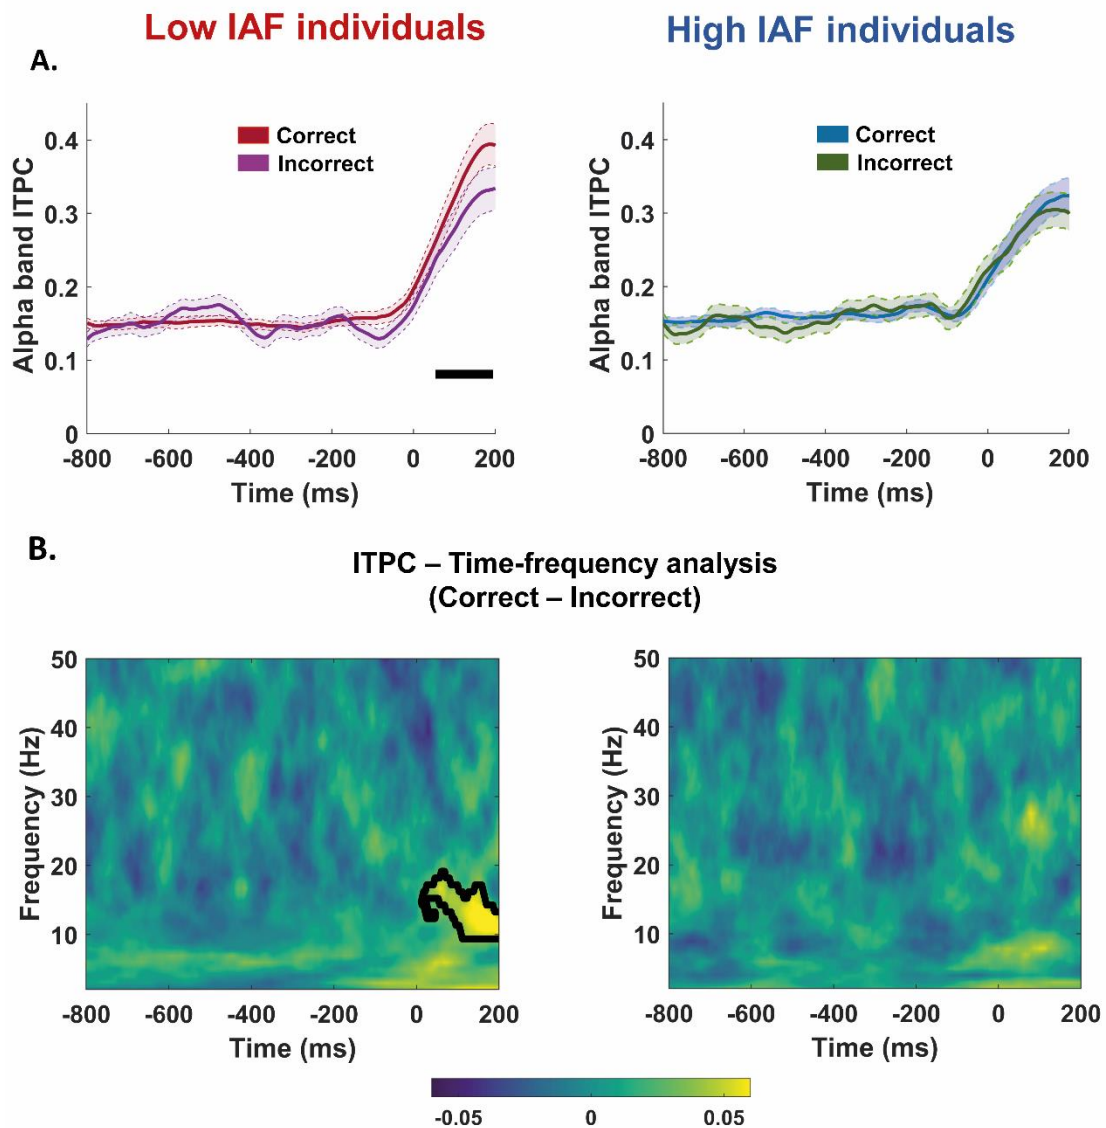 Low IAF individuals
High IAF individuals
A.
Alpha band ITPC
0.4
0.3
0.2
0.1
0
Correct
Incorrect
-800 -600 -400 -200 0 200
Time (ms)
Alpha band ITPC
0.4
0.3
0.2
0.1
0
Correct
Incorrect
-800 -600 -400 -200 0 200
Time (ms)
B.
ITPC – Time-frequency analysis
(Correct – Incorrect)
Frequency (Hz)
50
40
30
20
10
-800 -600 -400 -200 0 200
Time (ms)
Frequency (Hz)
50
40
30
20
10
-800 -600 -400 -200 0 200
Time (ms)
-0.05 0 0.05